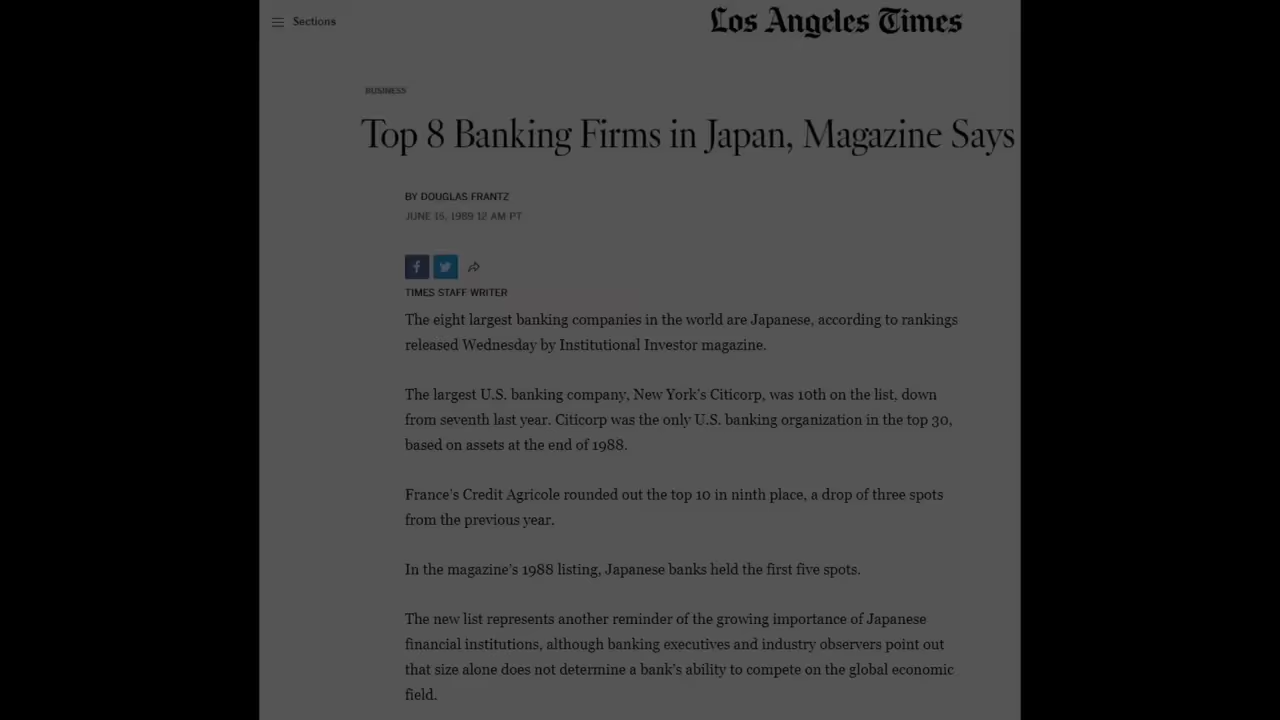 Sections
Los Angeles Times
BUSINESS
Top 8 Banking Firms in Japan, Magazine Says
BY DOUGLAS FRANTZ
JUNE 15, 1989 12 AM PT
TIMES STAFF WRITER
The eight largest banking companies in the world are Japanese, according to rankings
released Wednesday by Institutional Investor magazine.
The largest U.S. banking company, New York's Citicorp, was 10th on the list, down
from seventh last year. Citicorp was the only U.S. banking organization in the top 30,
based on assets at the end of 1988.
France's Credit Agricole rounded out the top 10 in ninth place, a drop of three spots
from the previous year.
In the magazine's 1988 listing, Japanese banks held the first five spots.
The new list represents another reminder of the growing importance of Japanese
financial institutions, although banking executives and industry observers point out
that size alone does not determine a bank's ability to compete on the global economic
field.